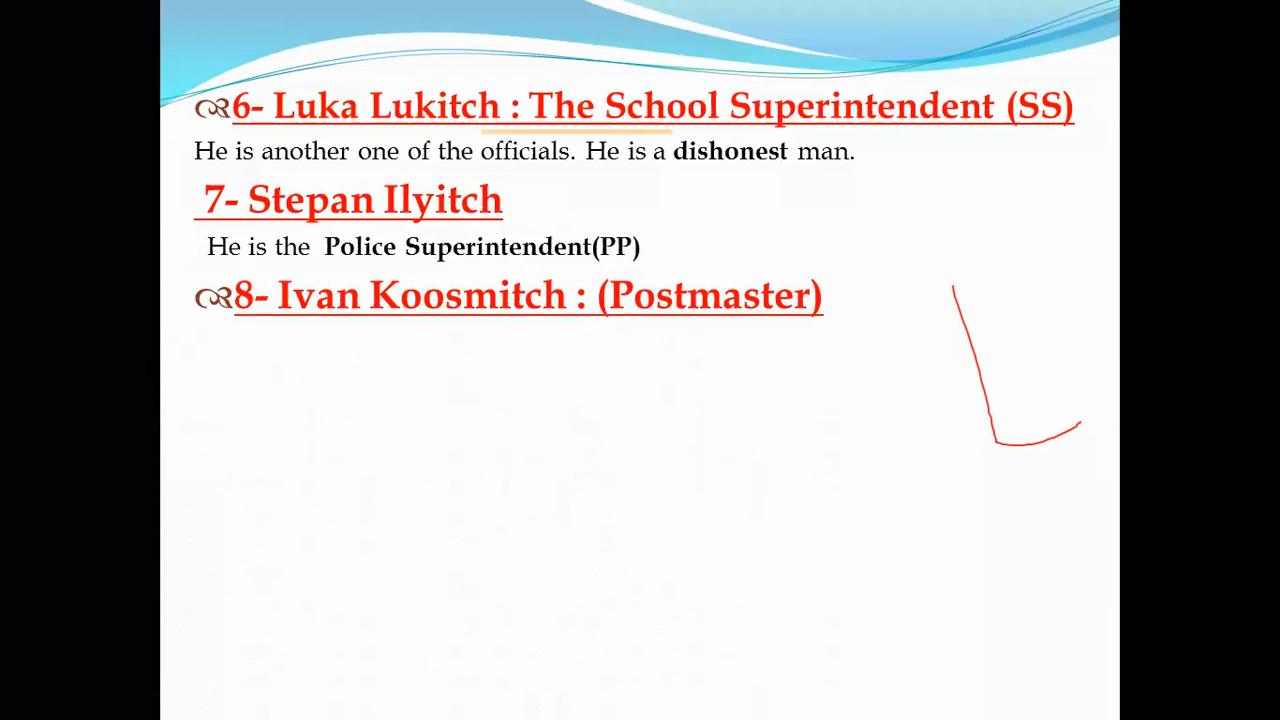 6- Luka Lukitch : The School Superintendent (SS)
He is another one of the officials. He is a dishonest man.
7- Stepan Ilyitch
He is the Police Superintendent(PP)
8- Ivan Koosmitch : (Postmaster)